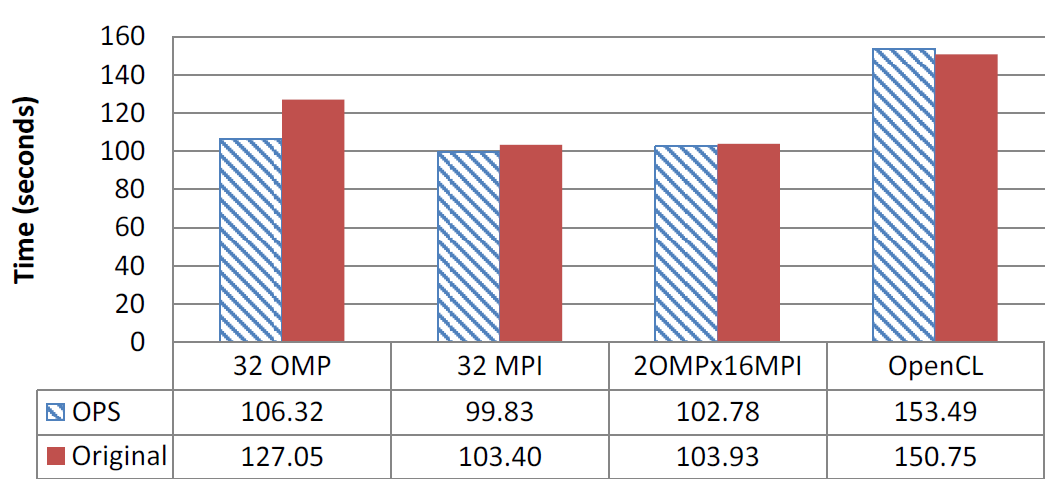 Time (seconds)
160
140
120
100
80
60
40
20
0
32 OMP 32 MPI 2OMPx16MPI OpenCL
OPS 106.32 99.83 102.78 153.49
Original 127.05 103.40 103.93 150.75